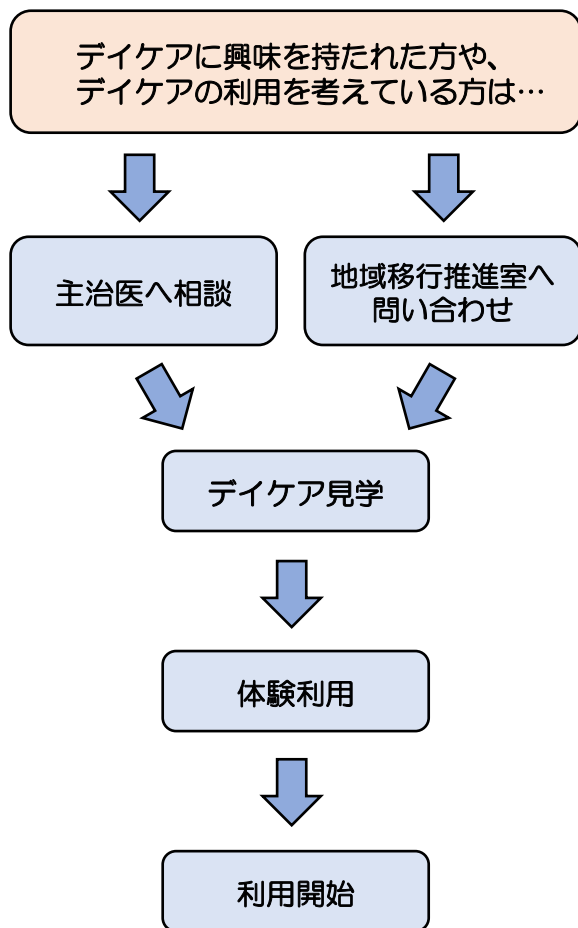 デイケアに興味を持たれた方や、
デイケアの利用を考えている方は…
主治医へ相談
地域移行推進室へ
問い合わせ
デイケア見学
体験利用
利用開始